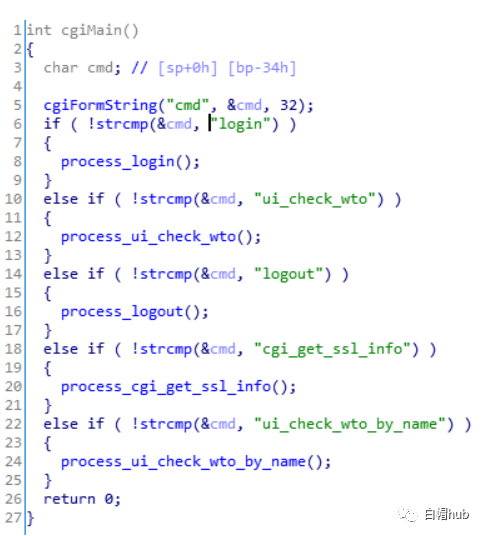 1 int cgiMain()
2 {
3 char cmd; // [sp+0h] [bp-34h]
4
5 cgiFormString("cmd", &cmd, 32);
6 if ( !strcmp(&cmd, "login") )
7 {
8 process_login();
9 }
10 else if ( !strcmp(&cmd, "ui_check_wto") )
11 {
12 process_ui_check_wto();
13 }
14 else if ( !strcmp(&cmd, "logout") )
15 {
16 process_logout();
17 }
18 else if ( !strcmp(&cmd, "cgi_get_ssl_info") )
19 {
20 process_cgi_get_ssl_info();
21 }
22 else if ( !strcmp(&cmd, "ui_check_wto_by_name") )
23 {
24 process_ui_check_wto_by_name();
25 }
26 return 0;
27 }
白帽hub